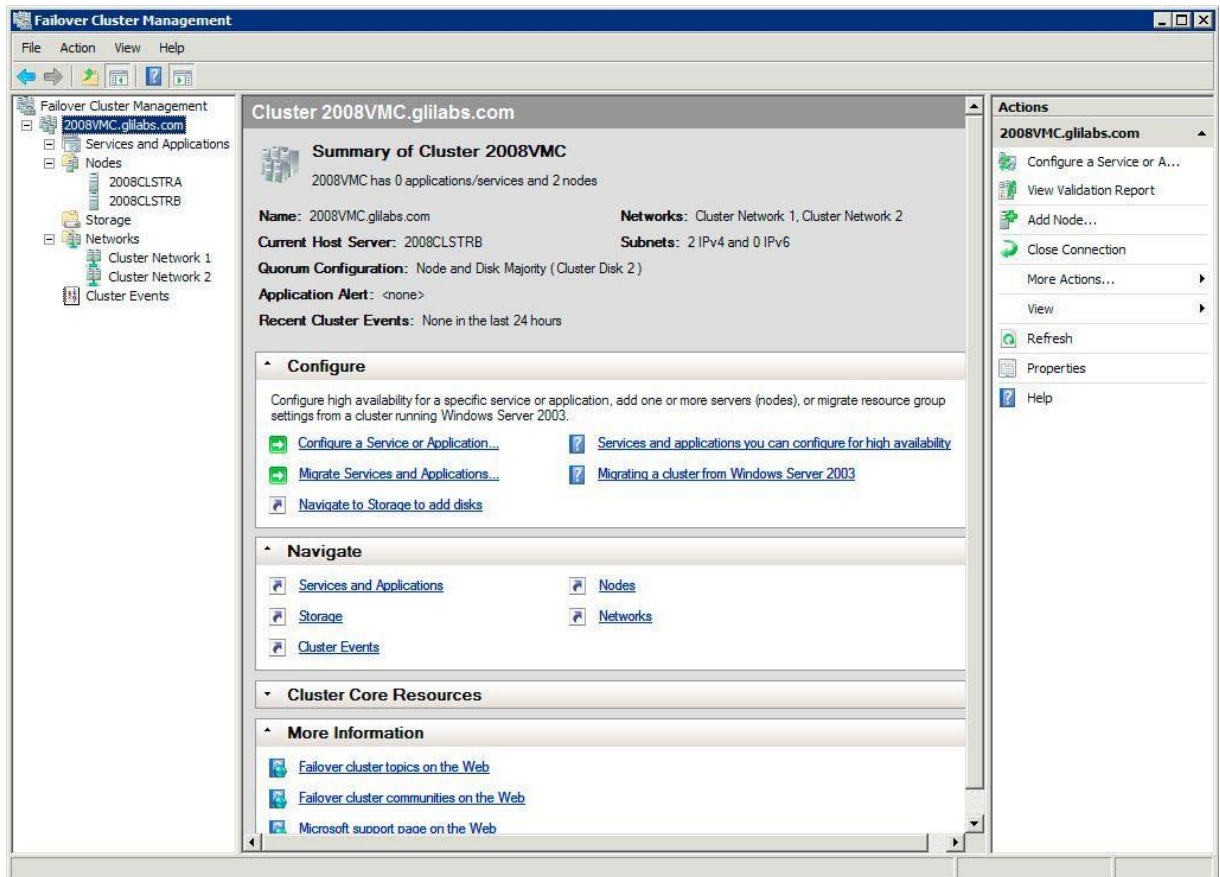 Failover Cluster Management
File Action View Help
Failover Cluster Management
2008VMC.glilabs.com
Services and Applications
Nodes
2008CLSTRA
2008CLSTRB
Storage
Networks
Cluster Network 1
Cluster Network 2
Cluster Events
Cluster 2008VMC.glilabs.com
Summary of Cluster 2008VMC
2008VMC has 0 applications/services and 2 nodes
Name: 2008VMC.glilabs.com Networks: Cluster Network 1, Cluster Network 2
Current Host Server: 2008CLSTRB Subnets: 2 IPv4 and 0 IPv6
Quorum Configuration: Node and Disk Majority (Cluster Disk 2)
Application Alert: <none>
Recent Cluster Events: None in the last 24 hours
Configure
Configure high availability for a specific service or application, add one or more servers (nodes), or migrate resource group
settings from a cluster running Windows Server 2003.
Configure a Service or Application... Services and applications you can configure for high availability
Migrate Services and Applications... Migrating a cluster from Windows Server 2003
Navigate to Storage to add disks
Navigate
Services and Applications Nodes
Storage Networks
Cluster Events
Cluster Core Resources
More Information
Failover cluster topics on the Web
Failover cluster communities on the Web
Microsoft support page on the Web
Actions
2008VMC.glilabs.com
Configure a Service or A...
View Validation Report
Add Node...
Close Connection
More Actions...
View
Refresh
Properties
Help